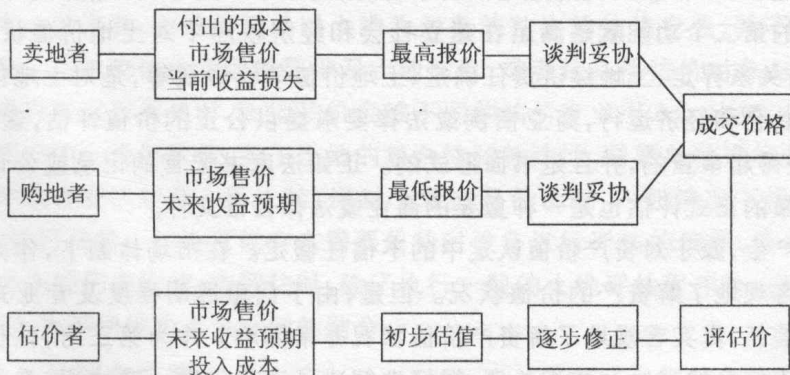 卖地者
付出的成本
市场售价
当前收益损失
最高报价
谈判妥协
成交价格
购地者
市场售价
未来收益预期
最低报价
谈判妥协
估价者
市场售价
未来收益预期
投入成本
初步估值
逐步修正
评估价